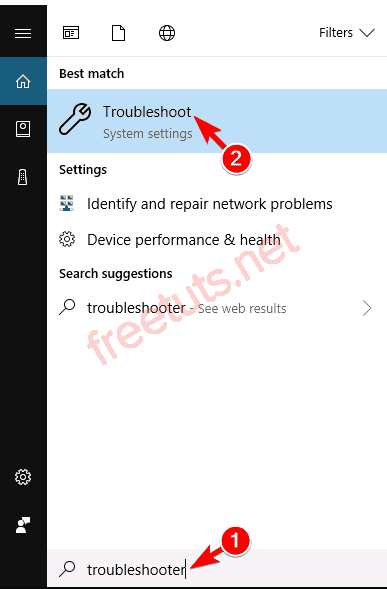 Filters
Best match
Troubleshoot
System settings
2
Settings
Identify and repair network problems
Device performance & health
Search suggestions
troubleshooter - See web results
freetuts.net
1
troubleshooter